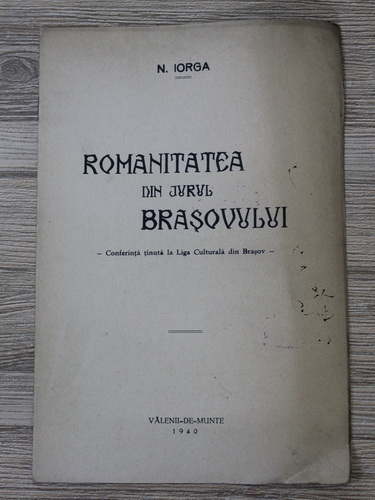 N. IORGA
ROMANITATEA
DIN JURUL
BRAȘOVULUI
– Conferință ținută la Liga Culturală din Brașov –
VĂLENII-DE-MUNTE
1940